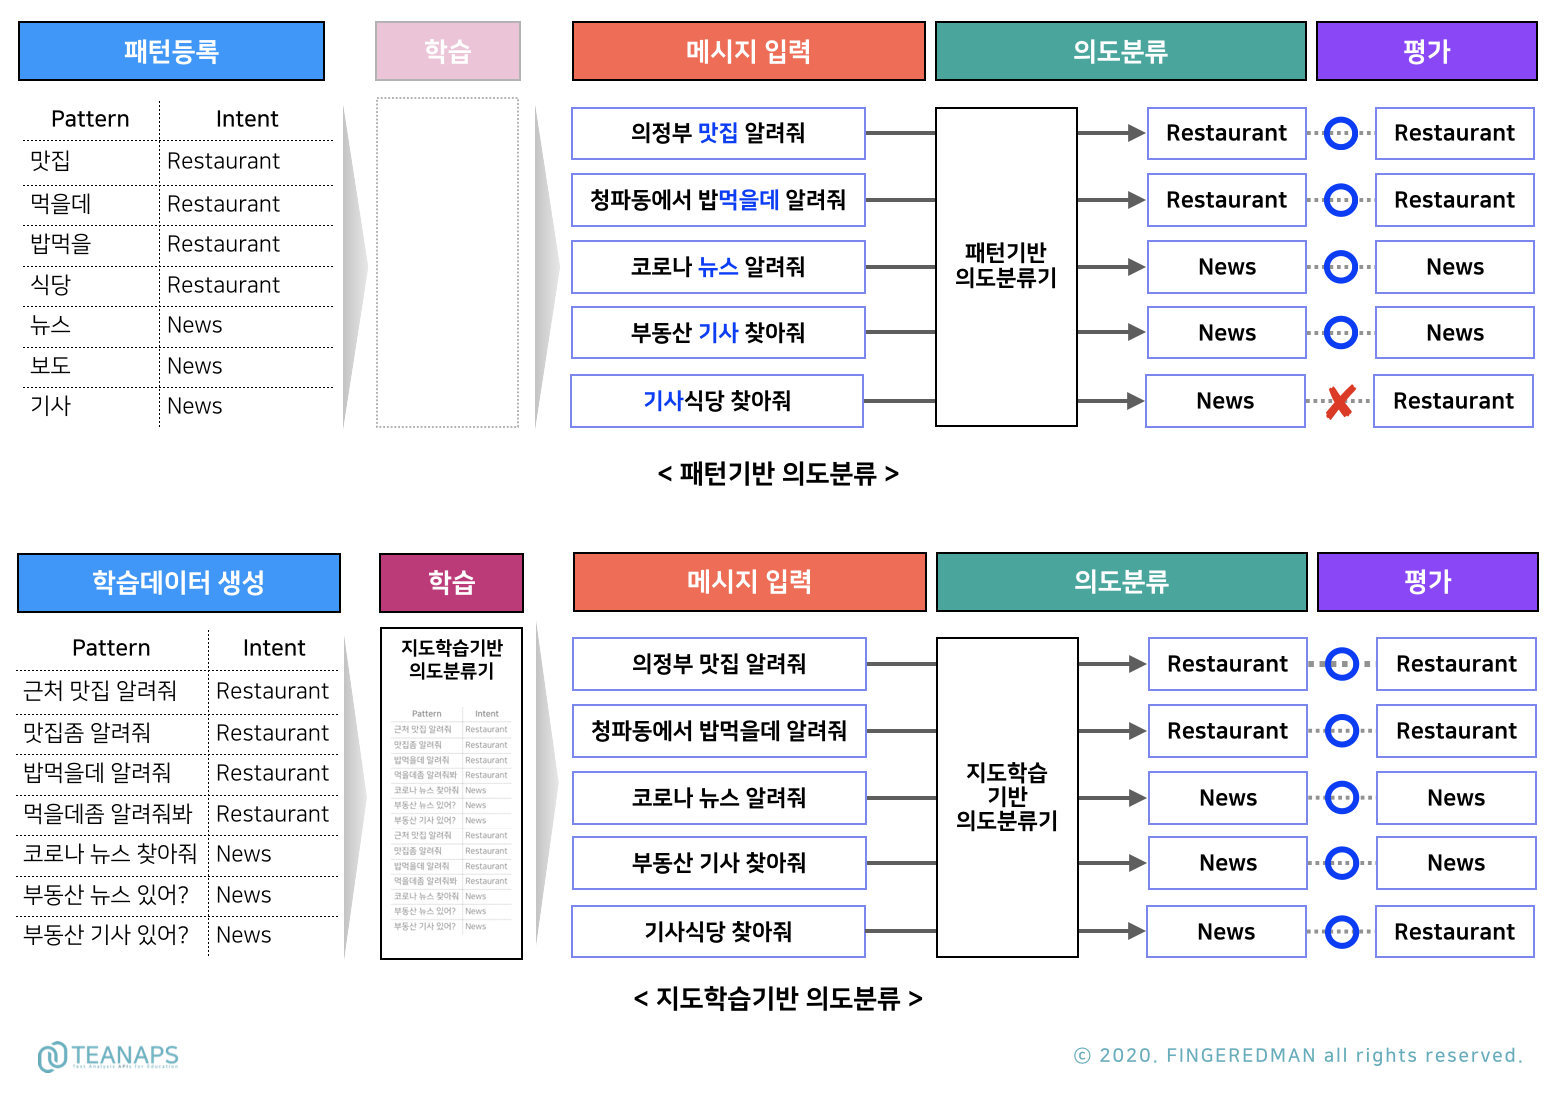 패턴등록
학습
메시지 입력
의도분류
평가
Pattern Intent
맛집 Restaurant
먹을데 Restaurant
밥먹을 Restaurant
식당 Restaurant
뉴스 News
보도 News
기사 News
의정부 맛집 알려줘
청파동에서 밥먹을데 알려줘
코로나 뉴스 알려줘
부동산 기사 찾아줘
기사식당 찾아줘
패턴기반
의도분류기
Restaurant Restaurant
Restaurant Restaurant
News News
News News
News Restaurant
< 패턴기반 의도분류 >
학습데이터 생성
학습
메시지 입력
의도분류
평가
Pattern Intent
근처 맛집 알려줘 Restaurant
맛집좀 알려줘 Restaurant
밥먹을데 알려줘 Restaurant
먹을데좀 알려줘봐 Restaurant
코로나 뉴스 찾아줘 News
부동산 뉴스 있어? News
부동산 기사 있어? News
지도학습기반
의도분류기
Pattern Intent
근처 맛집 알려줘 Restaurant
맛집좀 알려줘 Restaurant
밥먹을데 알려줘 Restaurant
먹을데좀 알려줘봐 Restaurant
코로나 뉴스 찾아줘 News
부동산 뉴스 있어? News
부동산 기사 있어? News
근처 맛집 알려줘 Restaurant
맛집좀 알려줘 Restaurant
밥먹을데 알려줘 Restaurant
먹을데좀 알려줘봐 Restaurant
코로나 뉴스 찾아줘 News
부동산 뉴스 있어? News
부동산 기사 있어? News
의정부 맛집 알려줘
청파동에서 밥먹을데 알려줘
코로나 뉴스 알려줘
부동산 기사 찾아줘
기사식당 찾아줘
지도학습
기반
의도분류기
Restaurant Restaurant
Restaurant Restaurant
News News
News News
News Restaurant
< 지도학습기반 의도분류 >
TEANAPS
Text Analysis APIs for Education
ⓒ 2020. FINGEREDMAN all rights reserved.